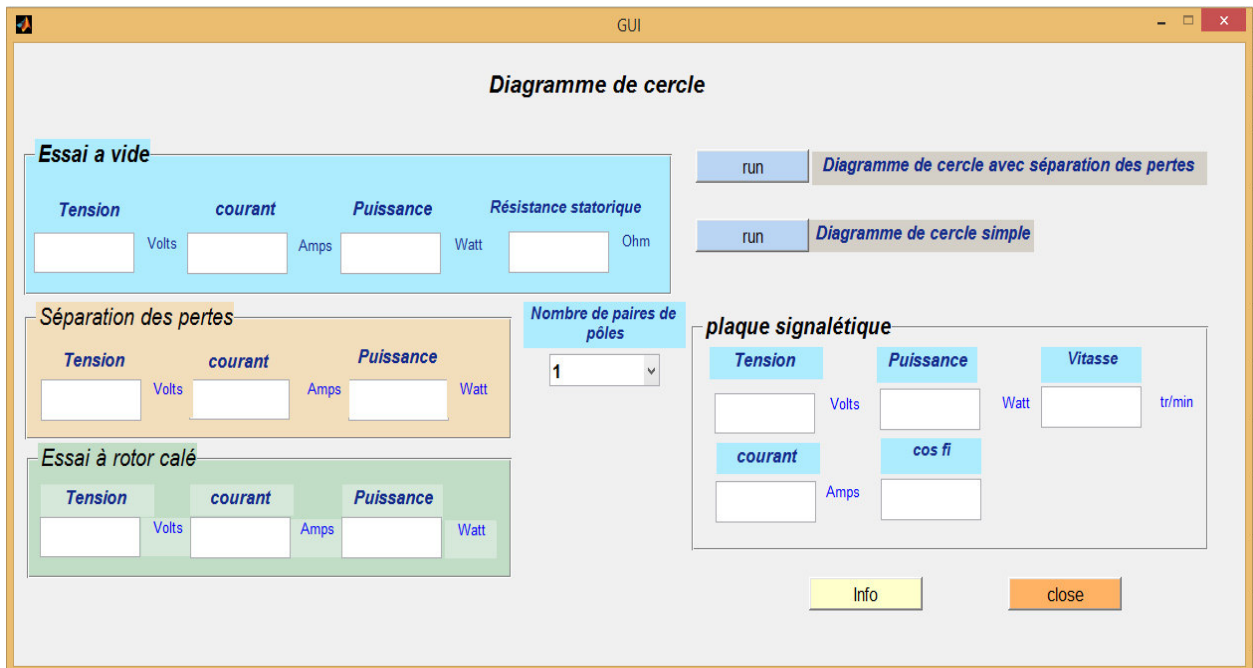 GUI
Diagramme de cercle
Essai a vide
Tension courant Puissance Résistance statorique
Volts Amps Watt Ohm
run Diagramme de cercle avec séparation des pertes
run Diagramme de cercle simple
Séparation des pertes
Tension courant Puissance
Volts Amps Watt
Nombre de paires de
pôles
1
Essai à rotor calé
Tension courant Puissance
Volts Amps Watt
plaque signalétique
Tension Puissance Vitasse
Volts Watt tr/min
courant cos fi
Amps
Info close